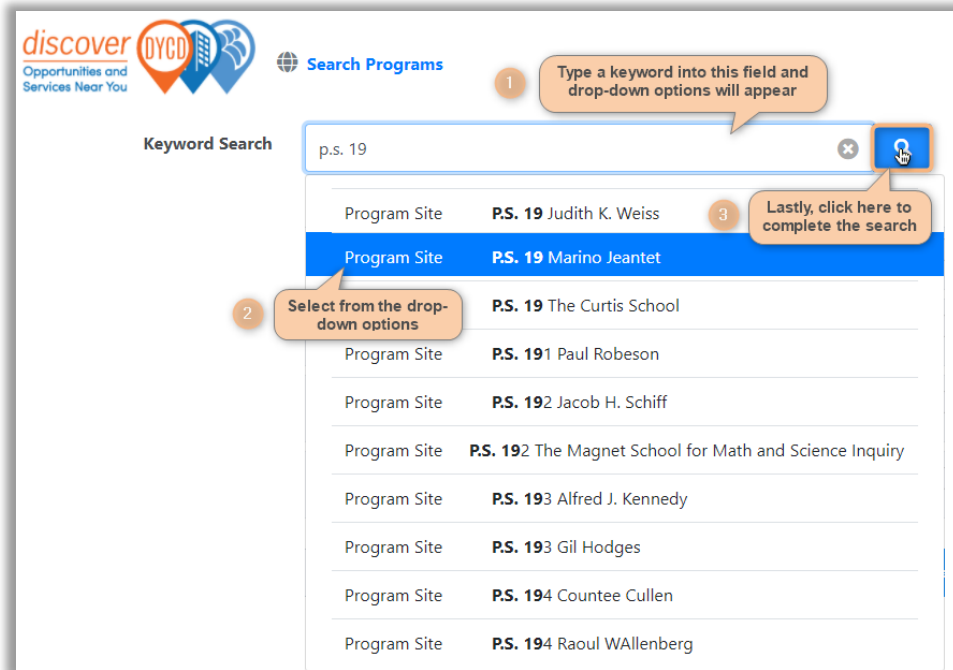 discover
DYCD
Opportunities and
Services Near You
Search Programs
1
Type a keyword into this field and
drop-down options will appear
Keyword Search
p.s. 19
3
Lastly, click here to
complete the search
Program Site P.S. 19 Judith K. Weiss
Program Site P.S. 19 Marino Jeantet
2
Select from the drop-
down options
P.S. 19 The Curtis School
Program Site P.S. 191 Paul Robeson
Program Site P.S. 192 Jacob H. Schiff
Program Site P.S. 192 The Magnet School for Math and Science Inquiry
Program Site P.S. 193 Alfred J. Kennedy
Program Site P.S. 193 Gil Hodges
Program Site P.S. 194 Countee Cullen
Program Site P.S. 194 Raoul WAllenberg